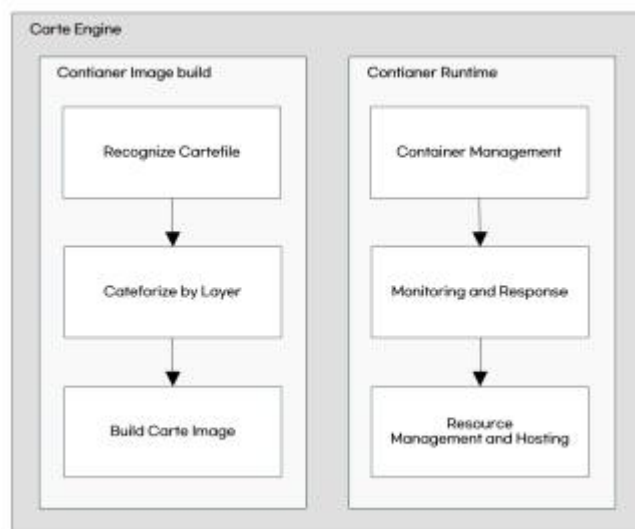 Carte Engine
Contianer Image build
Recognize Cartefile
Cateforize by Layer
Build Carte Image
Contianer Runtime
Container Management
Monitoring and Response
Resource
Management and Hosting